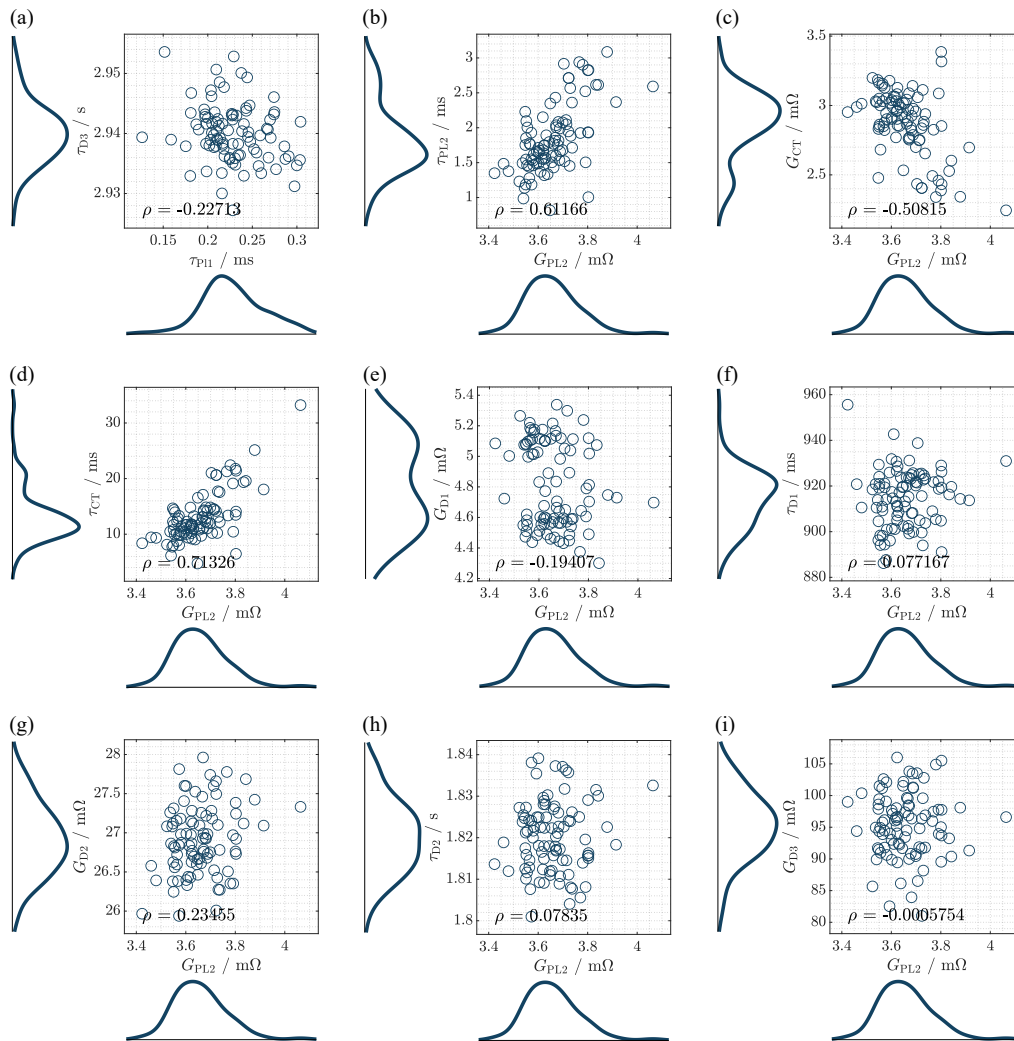 (a)
τD3 / s
2.95
2.94
2.93
ρ = -0.22713
0.15 0.2 0.25 0.3
τPl1 / ms
(b)
τPL2 / ms
3
2.5
2
1.5
1
ρ = 0.61166
3.4 3.6 3.8 4
GPL2 / mΩ
(c)
GCT / mΩ
3.5
3
2.5
ρ = -0.50815
3.4 3.6 3.8 4
GPL2 / mΩ
(d)
τCT / ms
30
20
10
ρ = 0.71326
3.4 3.6 3.8 4
GPL2 / mΩ
(e)
GD1 / mΩ
5.4
5.2
5
4.8
4.6
4.4
4.2
ρ = -0.19407
3.4 3.6 3.8 4
GPL2 / mΩ
(f)
τD1 / ms
960
940
920
900
880
ρ = 0.077167
3.4 3.6 3.8 4
GPL2 / mΩ
(g)
GD2 / mΩ
28
27.5
27
26.5
26
ρ = 0.23455
3.4 3.6 3.8 4
GPL2 / mΩ
(h)
τD2 / s
1.84
1.83
1.82
1.81
1.8
ρ = 0.07835
3.4 3.6 3.8 4
GPL2 / mΩ
(i)
GD3 / mΩ
105
100
95
90
85
80
ρ = -0.0005754
3.4 3.6 3.8 4
GPL2 / mΩ